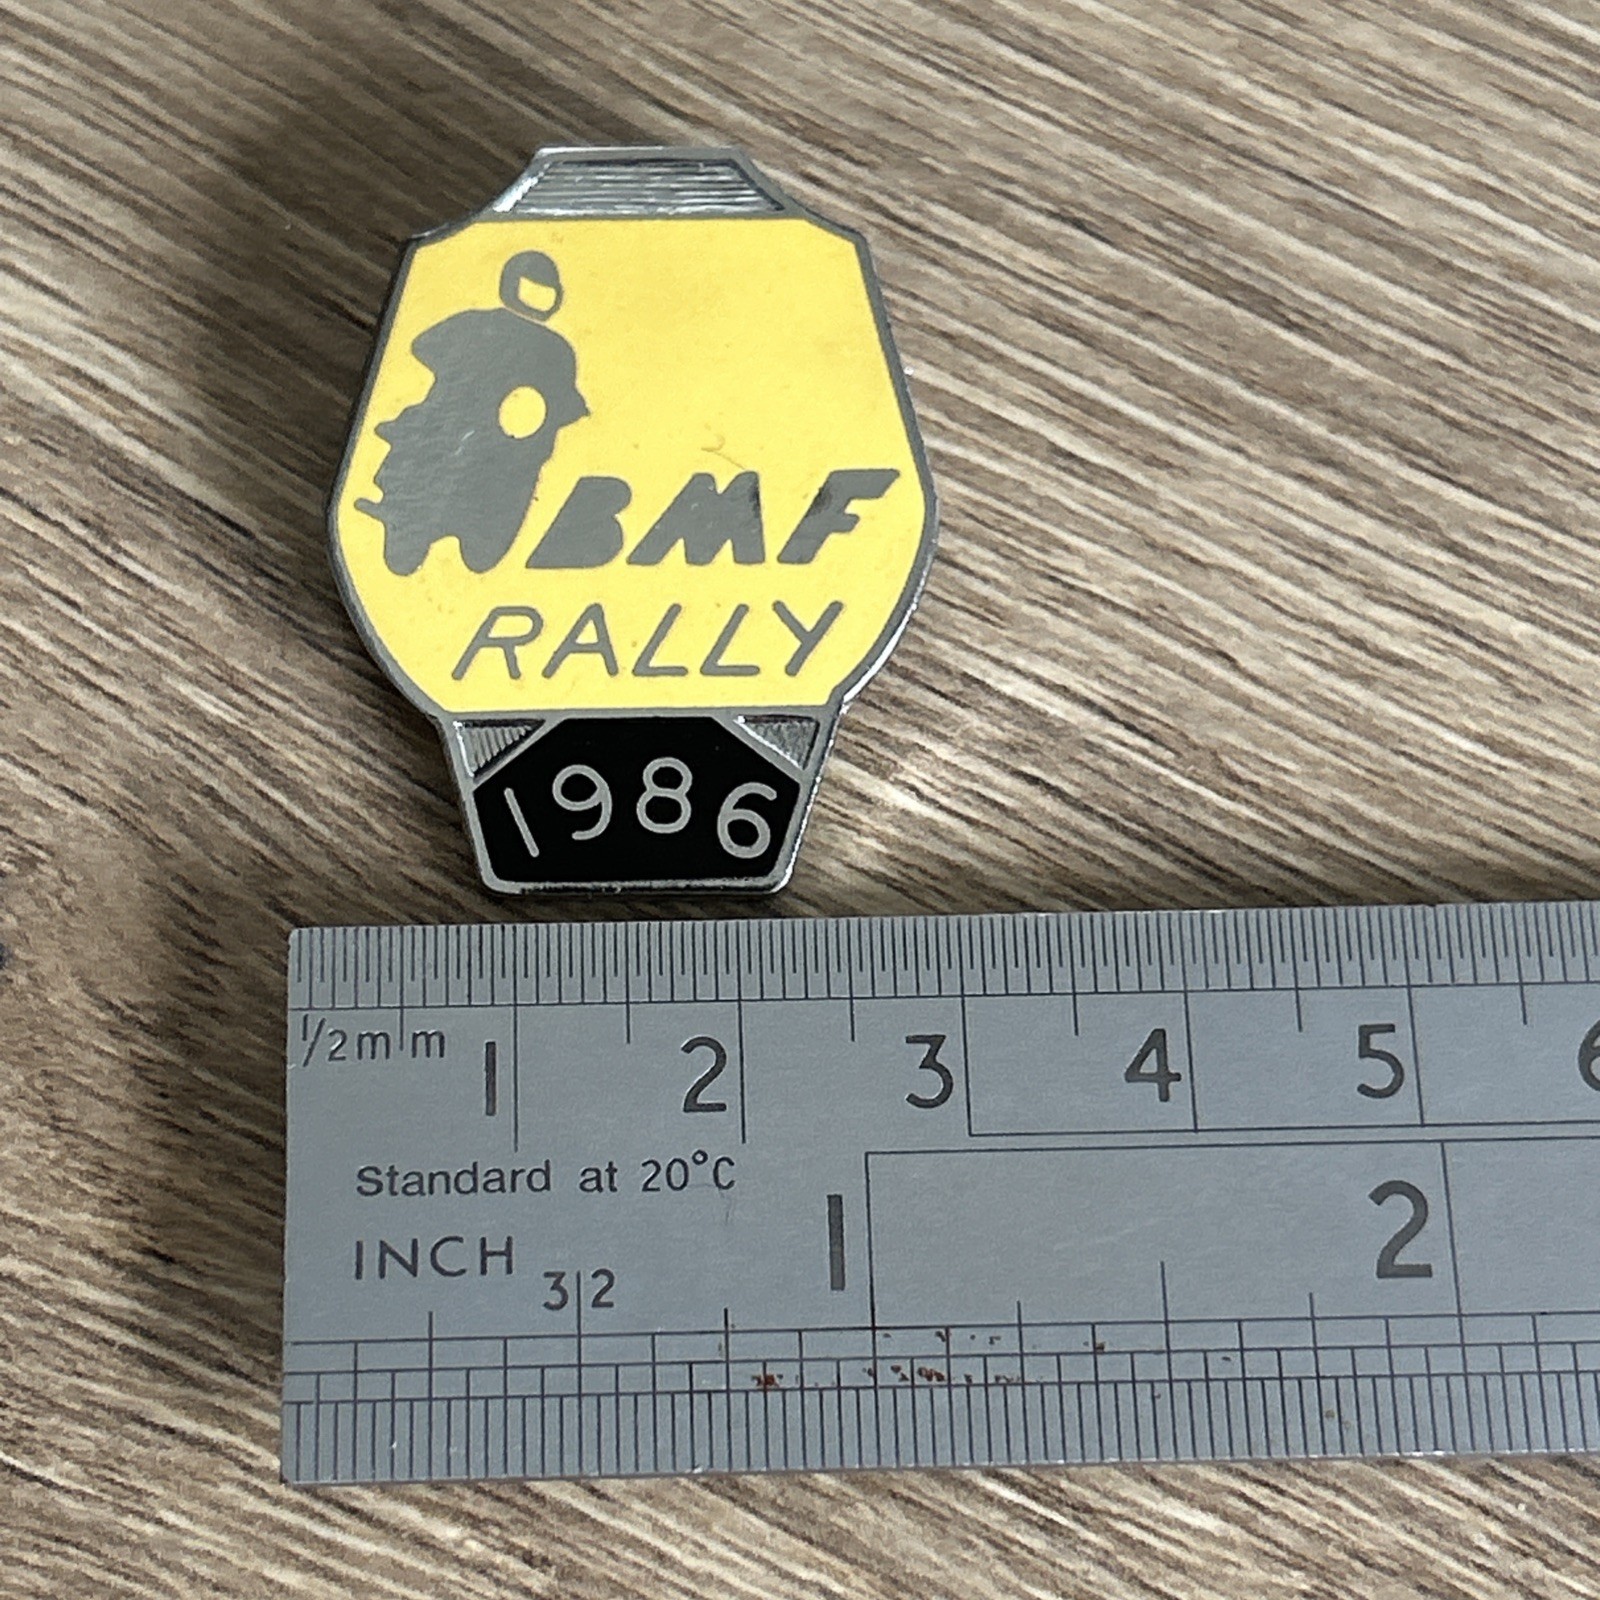 BMF
RALLY
1986
1/2mm 1 2 3 4 5 6
Standard at 20°C
INCH 32 1 2